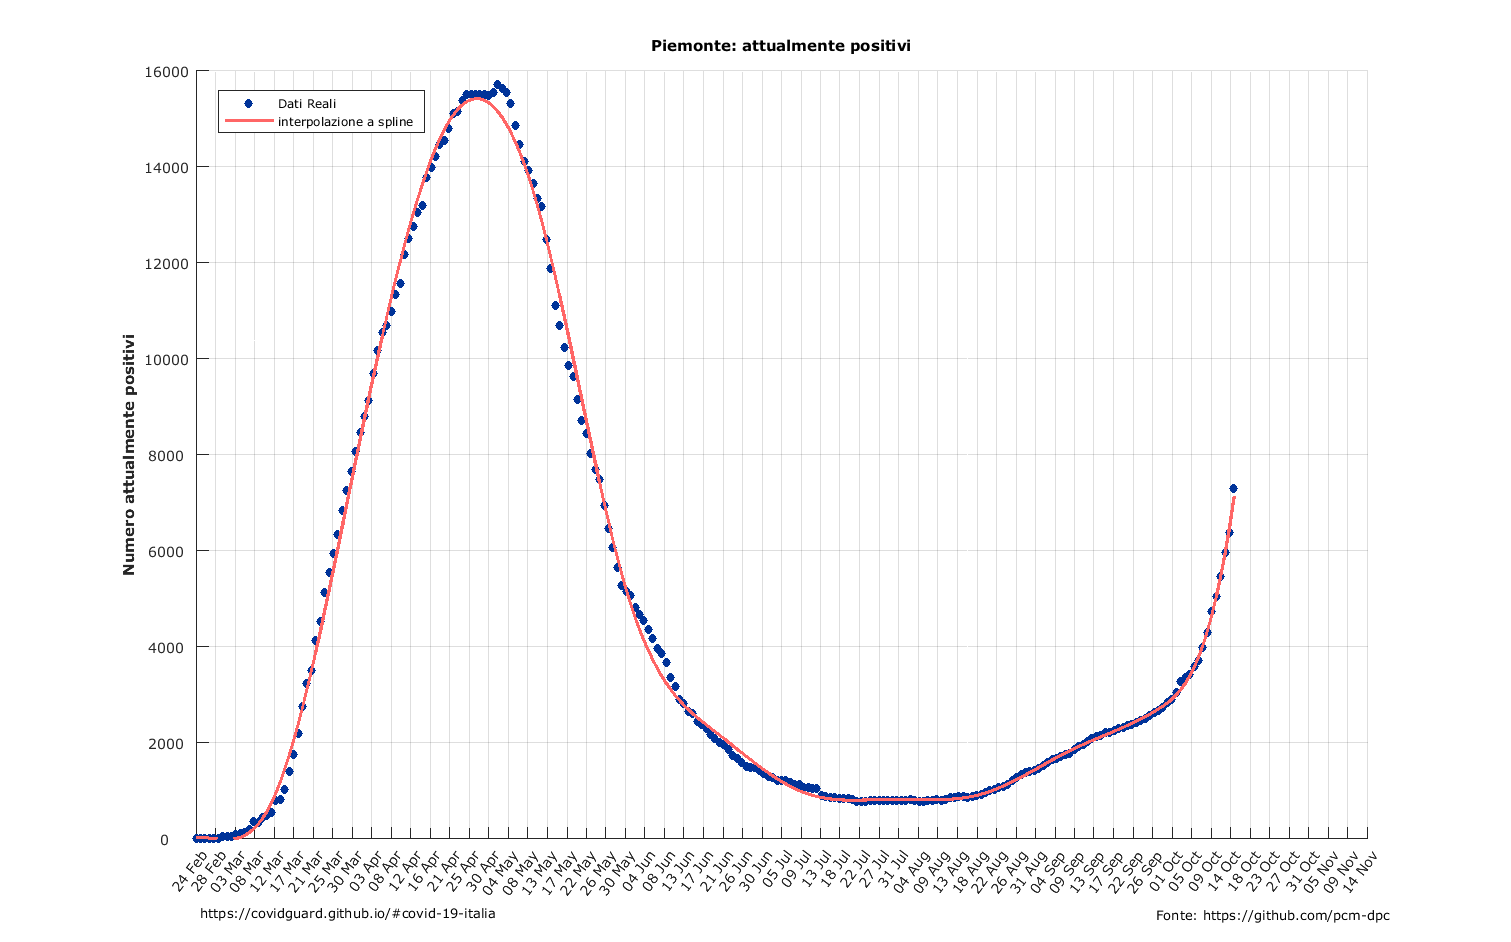 Piemonte: attualmente positivi
16000
14000
12000
10000
8000
6000
4000
2000
0
Numero attualmente positivi
Dati Reali
interpolazione a spline
24 Feb
28 Feb
03 Mar
08 Mar
12 Mar
17 Mar
21 Mar
25 Mar
30 Mar
03 Apr
08 Apr
12 Apr
16 Apr
21 Apr
25 Apr
30 Apr
04 May
08 May
13 May
17 May
22 May
26 May
30 May
04 Jun
08 Jun
13 Jun
17 Jun
21 Jun
26 Jun
30 Jun
05 Jul
09 Jul
13 Jul
18 Jul
22 Jul
27 Jul
31 Jul
04 Aug
09 Aug
13 Aug
18 Aug
22 Aug
26 Aug
31 Aug
04 Sep
09 Sep
13 Sep
17 Sep
22 Sep
26 Sep
01 Oct
05 Oct
09 Oct
14 Oct
18 Oct
23 Oct
27 Oct
31 Oct
05 Nov
09 Nov
14 Nov
https://covidguard.github.io/#covid-19-italia
Fonte: https://github.com/pcm-dpc